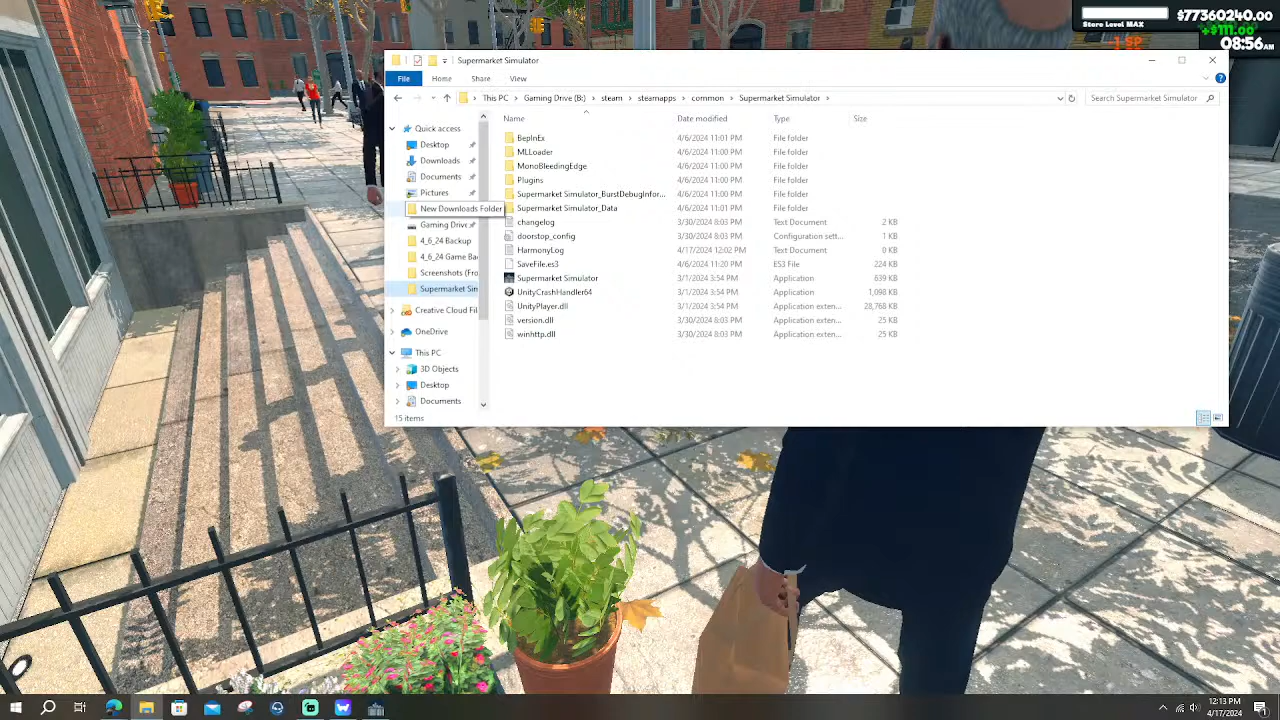 $77360240.00
Store Level MAX
+$111.00
-1 SP
08:56AM
Supermarket Simulator
File Home Share View
This PC Gaming Drive (B:) steam steamapps common Supermarket Simulator
Search Supermarket Simulator
Name Date modified Type Size
Quick access
Desktop
Downloads
Documents
Pictures
New Downloads Folder
Gaming Drive
4_6_24 Backup
4_6_24 Game Ba
Screenshots (Fro
Supermarket Sim
Creative Cloud Fil
OneDrive
This PC
3D Objects
Desktop
Documents
BepInEx 4/6/2024 11:01 PM File folder
MLLoader 4/6/2024 11:00 PM File folder
MonoBleedingEdge 4/6/2024 11:00 PM File folder
Plugins 4/6/2024 11:00 PM File folder
Supermarket Simulator_BurstDebugInfor... 4/6/2024 11:00 PM File folder
Supermarket Simulator_Data 4/6/2024 11:01 PM File folder
changelog 3/30/2024 8:03 PM Text Document 2 KB
doorstop_config 3/30/2024 8:03 PM Configuration sett... 1 KB
HarmonyLog 4/17/2024 12:02 PM Text Document 0 KB
SaveFile.es3 4/6/2024 11:20 PM ES3 File 224 KB
Supermarket Simulator 3/1/2024 3:54 PM Application 639 KB
UnityCrashHandler64 3/1/2024 3:54 PM Application 1,098 KB
UnityPlayer.dll 3/1/2024 3:54 PM Application exten... 28,768 KB
version.dll 3/30/2024 8:03 PM Application exten... 25 KB
winhttp.dll 3/30/2024 8:03 PM Application exten... 25 KB
15 items
12:13 PM
4/17/2024